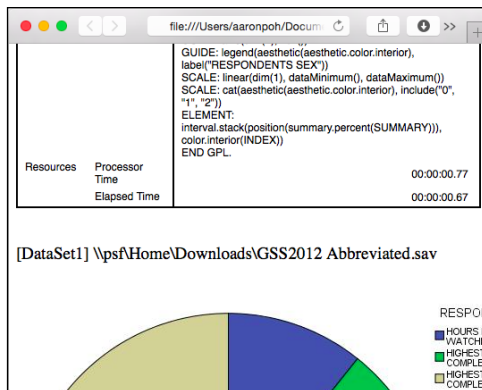 file:///Users/aaronpoh/Docum
GUIDE: legend(aesthetic(aesthetic.color.interior),
label("RESPONDENTS SEX"))
SCALE: linear(dim(1), dataMinimum(), dataMaximum())
SCALE: cat(aesthetic(aesthetic.color.interior), include("0",
"1", "2"))
ELEMENT:
interval.stack(position(summary.percent(SUMMARY))),
color.interior(INDEX))
END GPL.
Resources Processor Time 00:00:00.77
Elapsed Time 00:00:00.67
[DataSet1] \\psf\Home\Downloads\GSS2012 Abbreviated.sav
RESPO
HOURS
WATCH
HIGHEST
COMPLE
HIGHEST
COMPLE